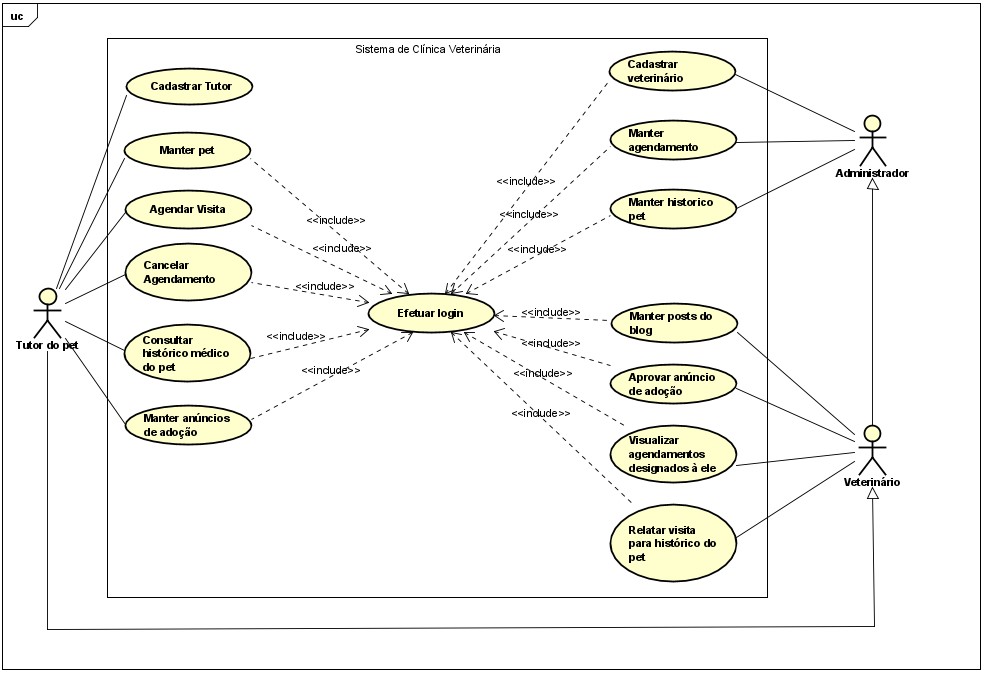 uc
Sistema de Clínica Veterinária
Cadastrar Tutor
Manter pet
Agendar Visita
Cancelar
Agendamento
Consultar
histórico médico
do pet
Manter anúncios
de adoção
Tutor do pet
<<include>>
<<include>>
<<include>>
<<include>>
<<include>>
Efetuar login
<<include>>
<<include>>
<<include>>
<<include>>
<<include>>
<<include>>
<<include>>
Cadastrar
veterinário
Manter
agendamento
Manter historico
pet
Manter posts do
blog
Aprovar anúncio
de adoção
Visualizar
agendamentos
designados à ele
Relatar visita
para histórico do
pet
Administrador
Veterinário